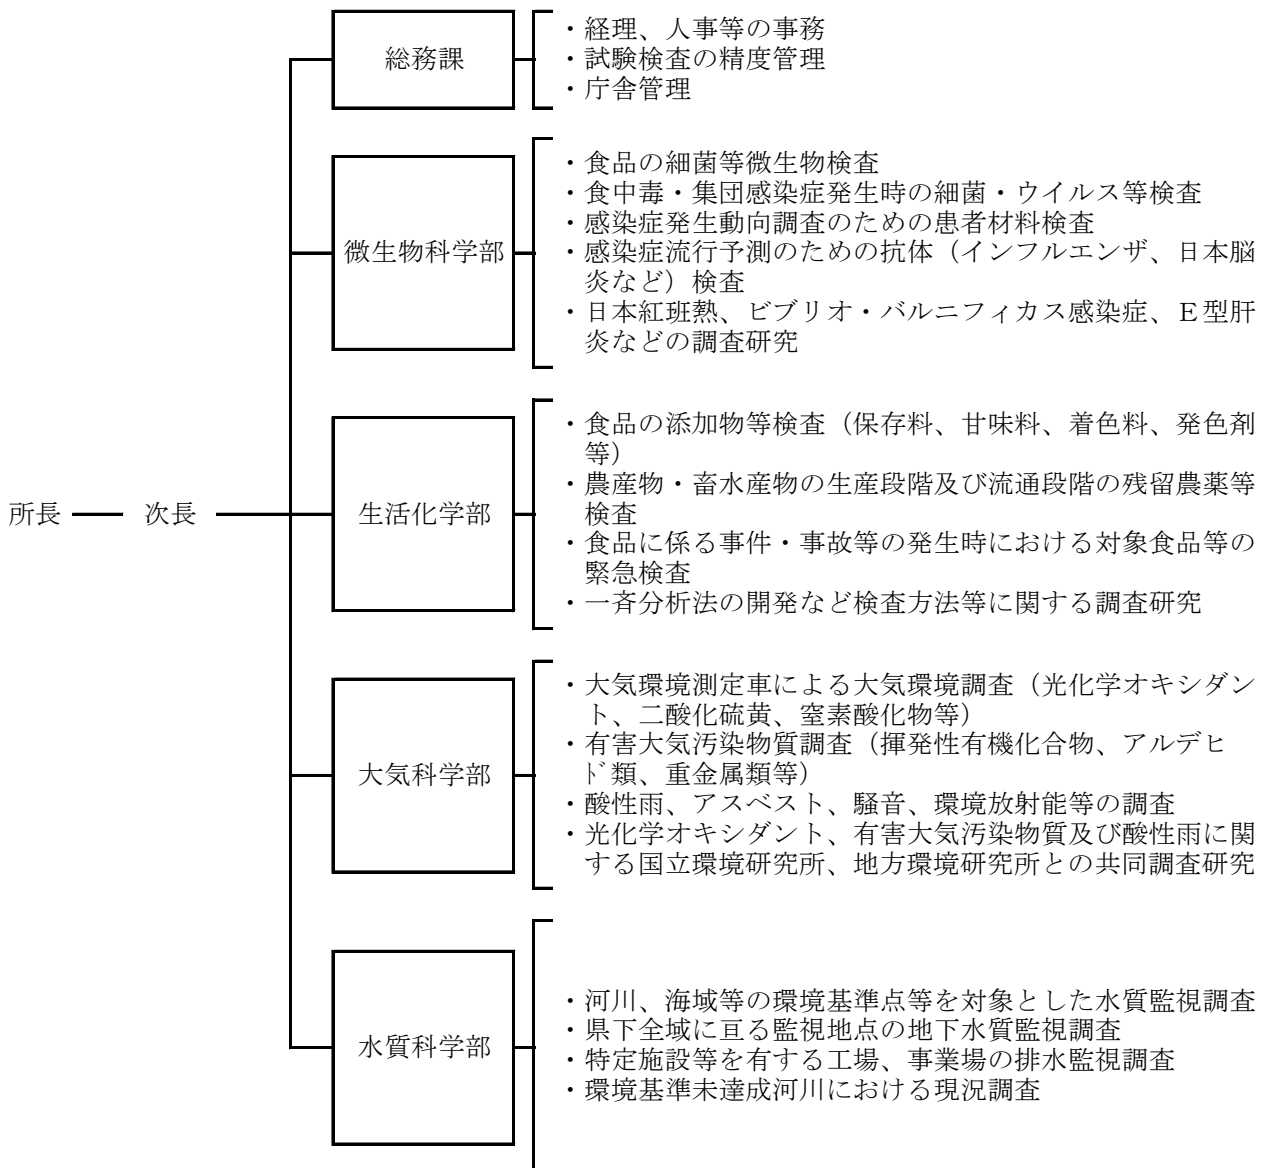 総務課
・経理、人事等の事務
・試験検査の精度管理
・庁舎管理
微生物科学部
・食品の細菌等微生物検査
・食中毒・集団感染症発生時の細菌・ウイルス等検査
・感染症発生動向調査のための患者材料検査
・感染症流行予測のための抗体（インフルエンザ、日本脳
炎など）検査
・日本紅斑熱、ビブリオ・バルニフィカス感染症、Ｅ型肝
炎などの調査研究
所長
次長
生活化学部
・食品の添加物等検査（保存料、甘味料、着色料、発色剤
等）
・農産物・畜水産物の生産段階及び流通段階の残留農薬等
検査
・食品に係る事件・事故等の発生時における対象食品等の
緊急検査
・一斉分析法の開発など検査方法等に関する調査研究
大気科学部
・大気環境測定車による大気環境調査（光化学オキシダン
ト、二酸化硫黄、窒素酸化物等）
・有害大気汚染物質調査（揮発性有機化合物、アルデヒ
ド類、重金属類等）
・酸性雨、アスベスト、騒音、環境放射能等の調査
・光化学オキシダント、有害大気汚染物質及び酸性雨に関
する国立環境研究所、地方環境研究所との共同調査研究
水質科学部
・河川、海域等の環境基準点等を対象とした水質監視調査
・県下全域に亘る監視地点の地下水質監視調査
・特定施設等を有する工場、事業場の排水監視調査
・環境基準未達成河川における現況調査